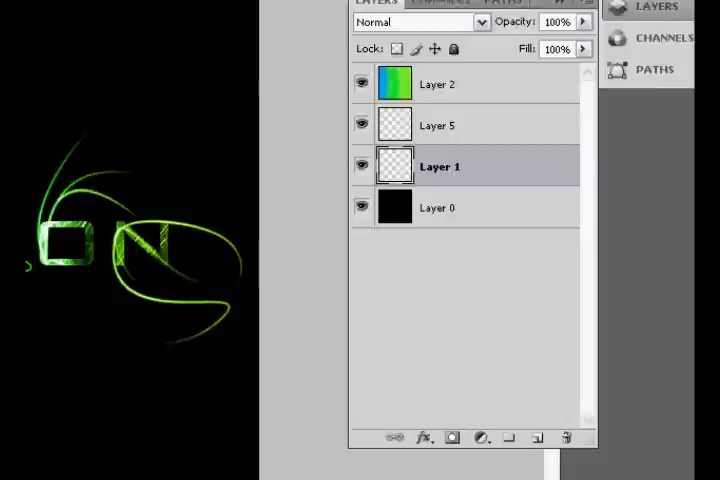 LAYERS CHANNELS PATHS
Normal Opacity: 100%
Lock: Fill: 100%
Layer 2
Layer 5
Layer 1
Layer 0
LAYERS
CHANNELS
PATHS
ON